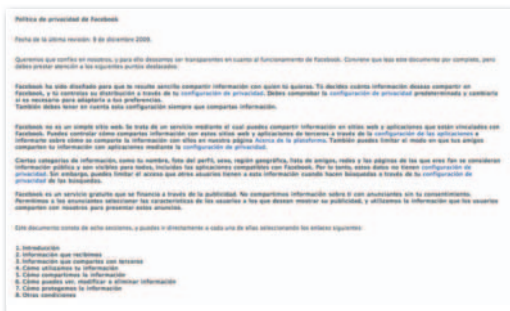 Política de privacidad de Facebook
Fecha de la última revisión: 9 de diciembre 2009.
Queremos que confíes en nosotros, y para ello deseamos ser transparentes en cuanto al funcionamiento de Facebook. Conviene que leas este documento por completo, pero
debes prestar atención a los siguientes puntos destacados:
Facebook ha sido diseñado para que te resulte sencillo compartir información con quien tú quieras. Tú decides cuánta información deseas compartir en
Facebook, y tú controlas su distribución a través de tu configuración de privacidad. Debes comprobar la configuración de privacidad predeterminada y cambiarla
si es necesario para adaptarla a tus preferencias.
También debes tener en cuenta esta configuración siempre que compartas información.
Facebook no es un simple sitio web. Se trata de un servicio mediante el cual puedes compartir información en sitios web y aplicaciones que están vinculados con
Facebook. Puedes controlar cómo compartes información con estos sitios web y aplicaciones de terceros a través de la configuración de las aplicaciones e
informarte sobre cómo se comparte la información con ellos en nuestra página Acerca de la plataforma. También puedes limitar el modo en que tus amigos
comparten tu información con aplicaciones mediante la configuración de privacidad.
Ciertas categorías de información, como tu nombre, foto del perfil, sexo, región geográfica, lista de amigos, redes y las páginas de las que eres fan se consideran
información pública y son visibles para todos, incluidas las aplicaciones compatibles con Facebook. Por lo tanto, estos datos no tienen configuración de
privacidad. Sin embargo, puedes limitar el acceso que otros usuarios tienen a esta información cuando hacen búsquedas a través de tu configuración de
privacidad de las búsquedas.
Facebook es un servicio gratuito que se financia a través de la publicidad. No compartimos información sobre ti con anunciantes sin tu consentimiento.
Permitimos a los anunciantes seleccionar las características de los usuarios a los que desean mostrar su publicidad, y utilizamos la información que los usuarios
comparten con nosotros para presentar estos anuncios.
Este documento consta de ocho secciones, y puedes ir directamente a cada una de ellas seleccionando los enlaces siguientes:
1. Introducción
2. Información que recibimos
3. Información que compartes con terceros
4. Cómo utilizamos tu información
5. Cómo compartimos la información
6. Cómo puedes ver, modificar o eliminar información
7. Cómo protegemos la información
8. Otras condiciones